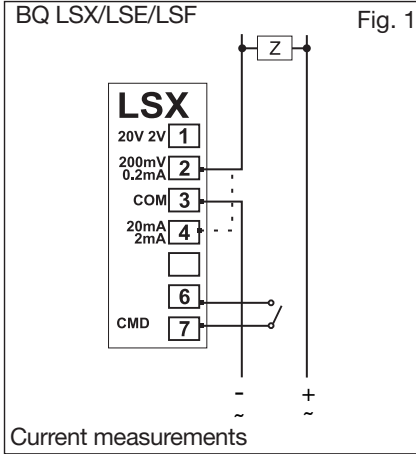 BQ LSX/LSE/LSF
Fig. 1
Z
LSX
20V 2V 1
200mV
0.2mA 2
COM 3
20mA
2mA 4
6
CMD 7
- +
~ ~
Current measurements